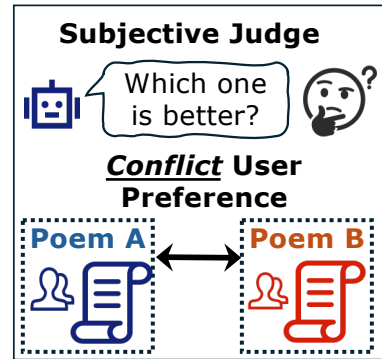 Subjective Judge
Which one
is better?
?
Conflict User
Preference
Poem A
Poem B